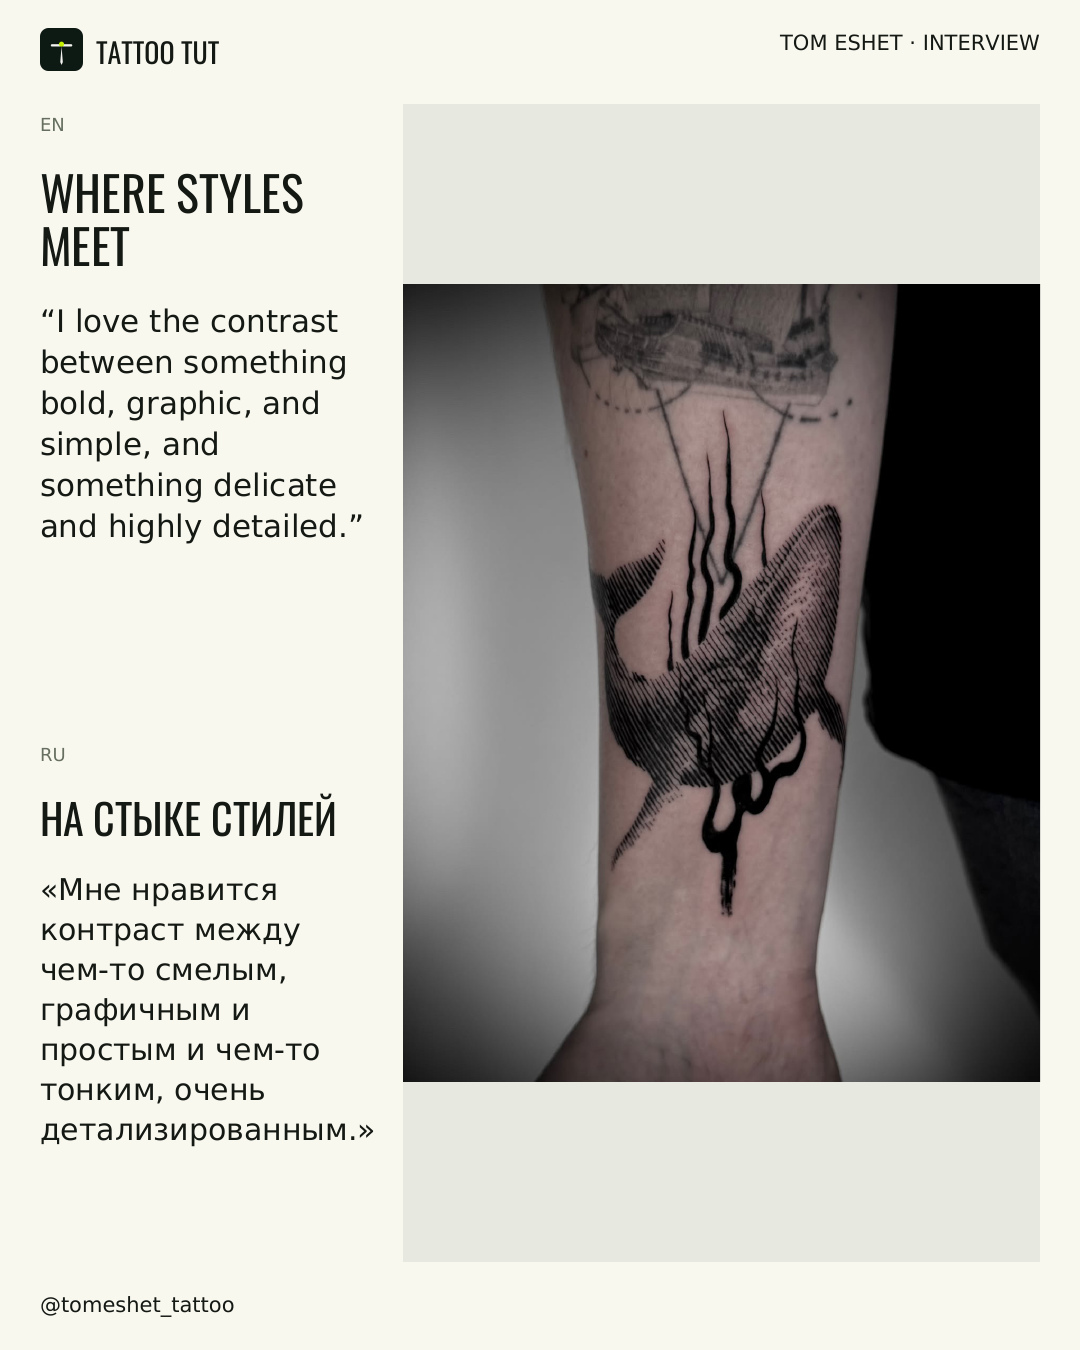 TATTOO TUT
TOM ESHET · INTERVIEW
EN
WHERE STYLES
MEET
“I love the contrast
between something
bold, graphic, and
simple, and
something delicate
and highly detailed.”
RU
НА СТЫКЕ СТИЛЕЙ
«Мне нравится
контраст между
чем-то смелым,
графичным и
простым и чем-то
тонким, очень
детализированным.»
@tomeshet_tattoo